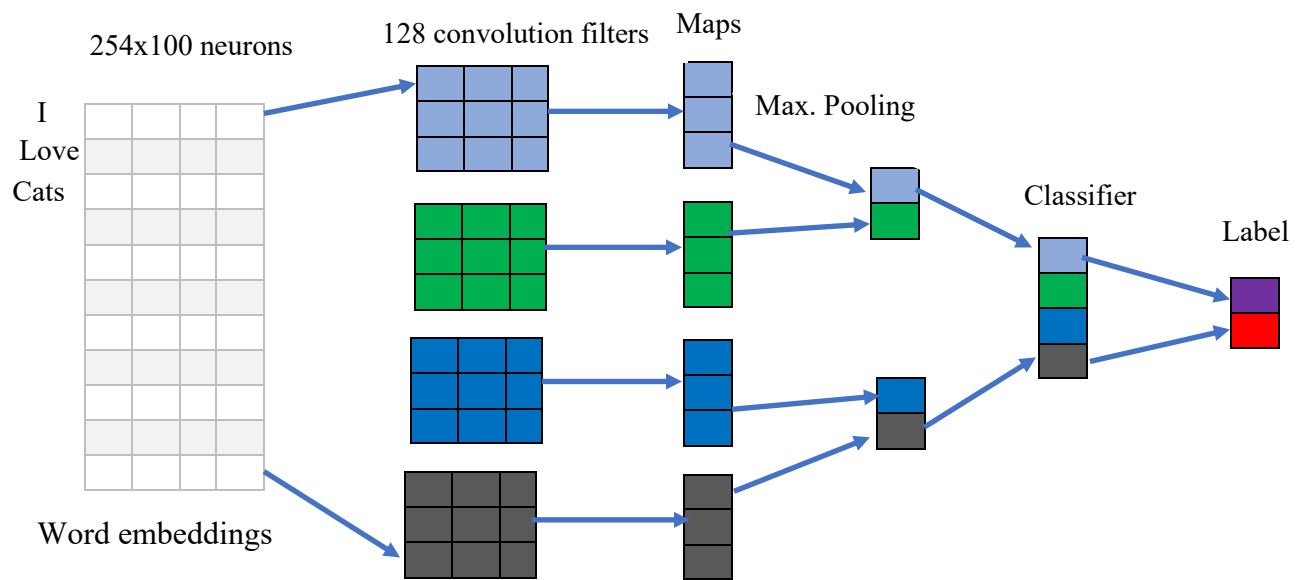 254x100 neurons
128 convolution filters
Maps
I
Love
Cats
Max. Pooling
Classifier
Label
Word embeddings